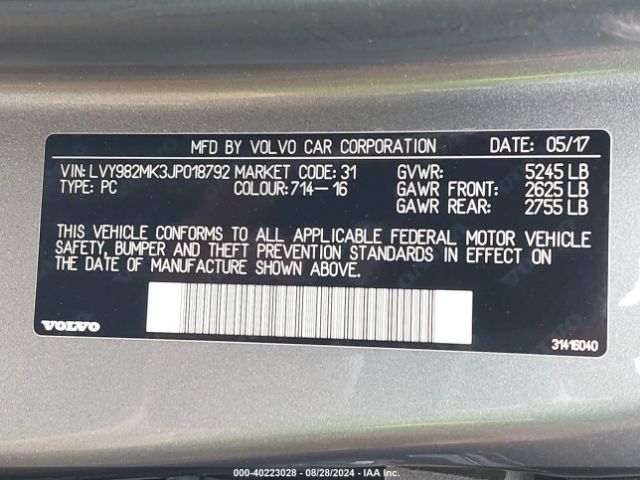 MFD BY VOLVO CAR CORPORATION DATE: 05/17
VIN: LVY982MK3JP018792 MARKET CODE: 31 GVWR: 5245 LB
TYPE: PC COLOUR: 714-16 GAWR FRONT: 2625 LB
GAWR REAR: 2755 LB
THIS VEHICLE CONFORMS TO ALL APPLICABLE FEDERAL MOTOR VEHICLE
SAFETY, BUMPER AND THEFT PREVENTION STANDARDS IN EFFECT ON
THE DATE OF MANUFACTURE SHOWN ABOVE.
VOLVO 31416040
000-40223028 - 08/28/2024 - IAA Inc.